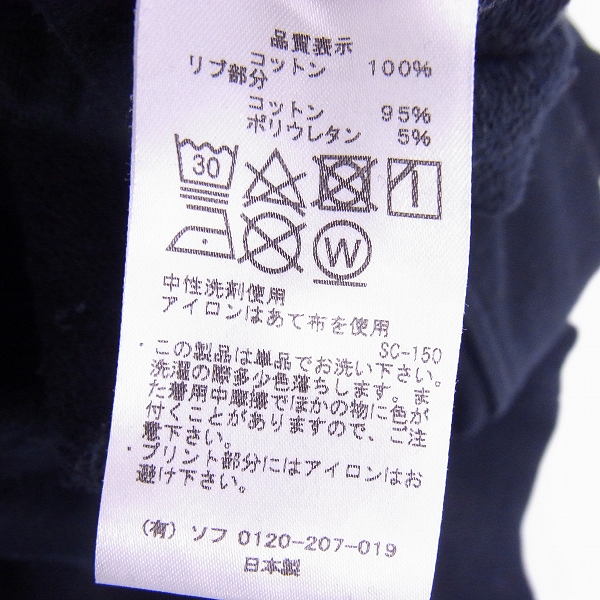 品質表示
コットン 100%
リブ部分
コットン 95%
ポリウレタン 5%
30
W
中性洗剤使用
アイロンはあて布を使用
SC-150
・この製品は単品でお洗い下さい。
洗濯の際多少色落ちします。ま
た着用中摩擦でほかの物に色が
付くことがありますので、ご注
意下さい。
・プリント部分にはアイロンはお
避け下さい。
(有)ソフ 0120-207-019
日本製